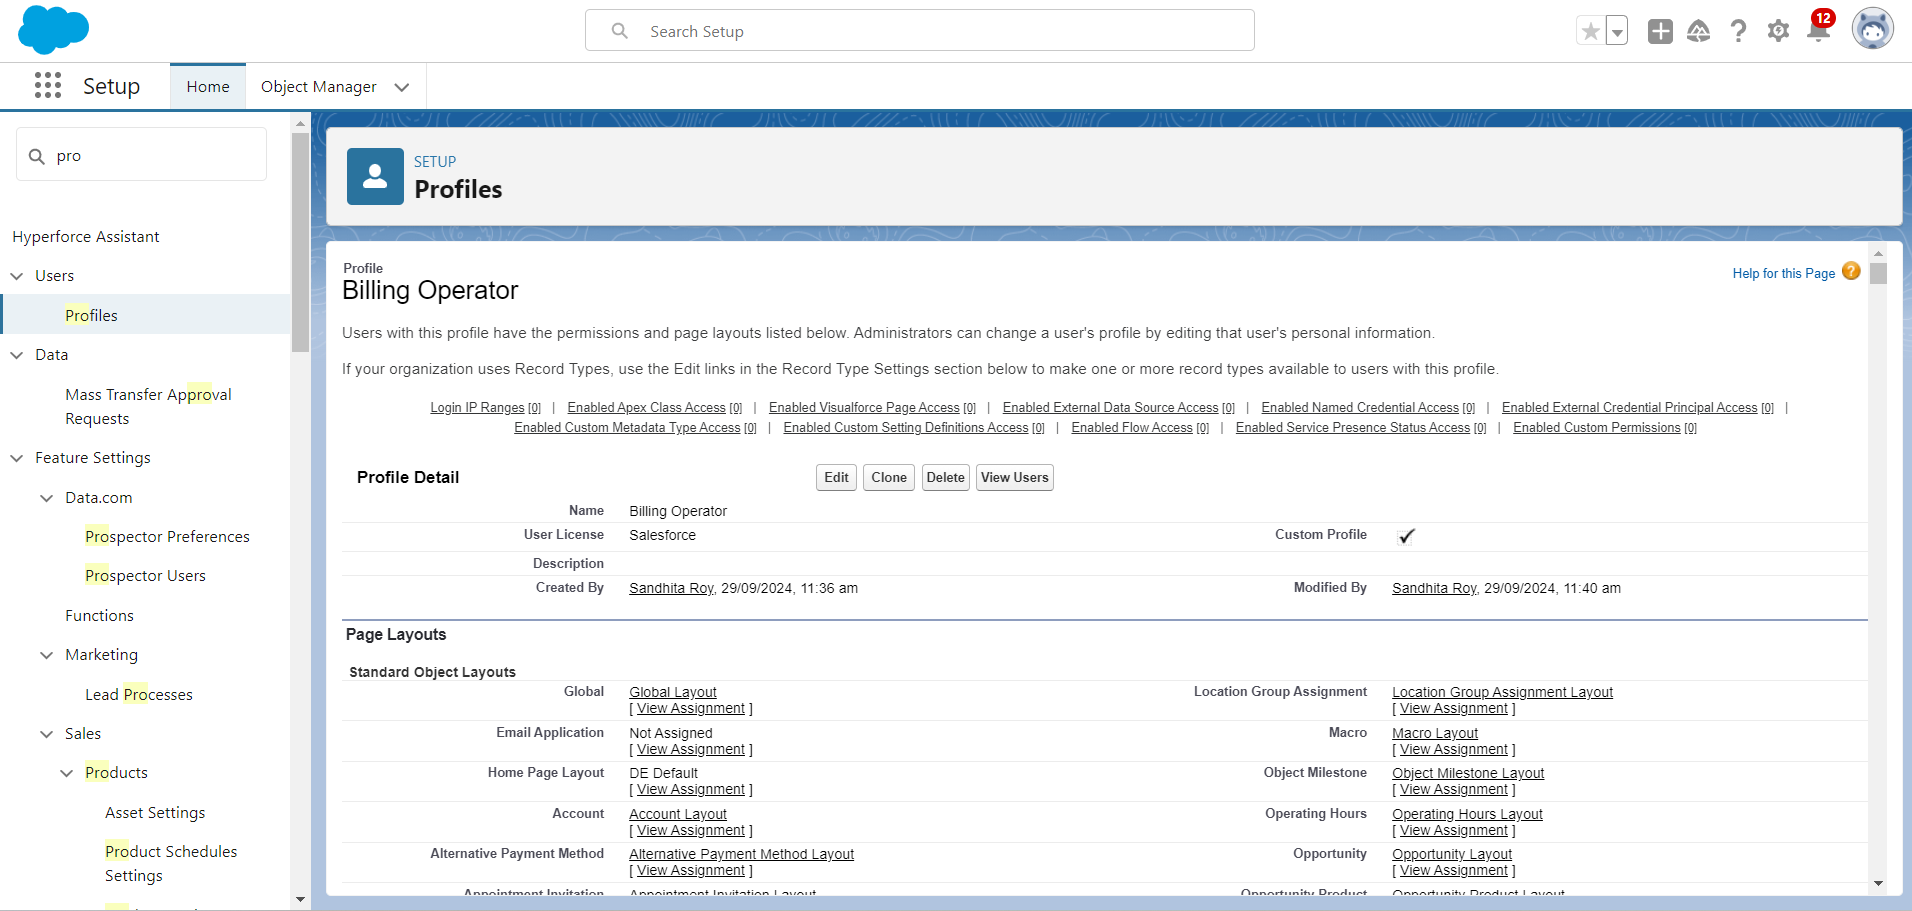 Search Setup
12
Setup
Home
Object Manager
pro
Hyperforce Assistant
Users
Profiles
Data
Mass Transfer Approval
Requests
Feature Settings
Data.com
Prospector Preferences
Prospector Users
Functions
Marketing
Lead Processes
Sales
Products
Asset Settings
Product Schedules
Settings
SETUP
Profiles
Profile
Billing Operator
Help for this Page ?
Users with this profile have the permissions and page layouts listed below. Administrators can change a user's profile by editing that user's personal information.
If your organization uses Record Types, use the Edit links in the Record Type Settings section below to make one or more record types available to users with this profile.
Login IP Ranges [0] | Enabled Apex Class Access [0] | Enabled Visualforce Page Access [0] | Enabled External Data Source Access [0] | Enabled Named Credential Access [0] | Enabled External Credential Principal Access [0] |
Enabled Custom Metadata Type Access [0] | Enabled Custom Setting Definitions Access [0] | Enabled Flow Access [0] | Enabled Service Presence Status Access [0] | Enabled Custom Permissions [0]
Profile Detail Edit Clone Delete View Users
Name Billing Operator
User License Salesforce Custom Profile ✓
Description
Created By Sandhita Roy, 29/09/2024, 11:36 am Modified By Sandhita Roy, 29/09/2024, 11:40 am
Page Layouts
Standard Object Layouts
Global Global Layout Location Group Assignment Location Group Assignment Layout
[ View Assignment ] [ View Assignment ]
Email Application Not Assigned Macro Macro Layout
[ View Assignment ] [ View Assignment ]
Home Page Layout DE Default Object Milestone Object Milestone Layout
[ View Assignment ] [ View Assignment ]
Account Account Layout Operating Hours Operating Hours Layout
[ View Assignment ] [ View Assignment ]
Alternative Payment Method Alternative Payment Method Layout Opportunity Opportunity Layout
[ View Assignment ] [ View Assignment ]
Appointment Invitation Appointment Invitation Layout Opportunity Product Opportunity Product Layout